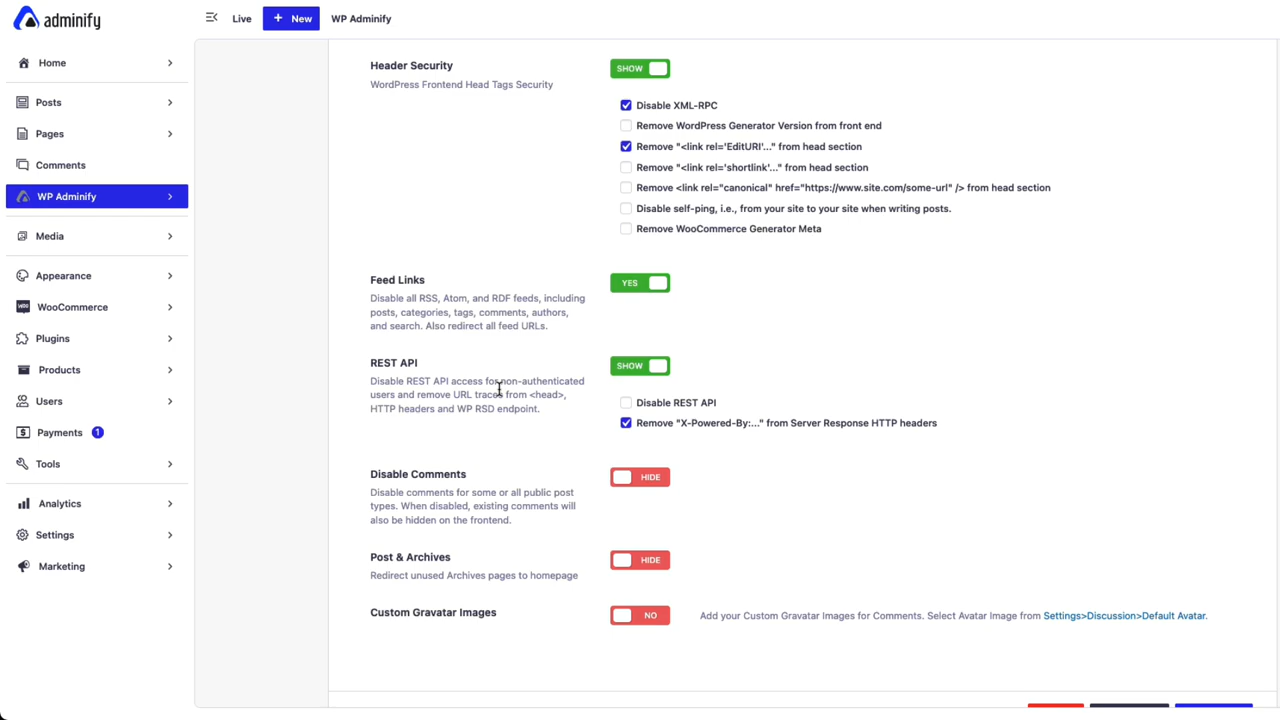 adminify
Live
+ New
WP Adminify
Home
Posts
Pages
Comments
WP Adminify
Media
Appearance
WooCommerce
Plugins
Products
Users
Payments 1
Tools
Analytics
Settings
Marketing
Header Security
WordPress Frontend Head Tags Security
SHOW
Disable XML-RPC
Remove WordPress Generator Version from front end
Remove "<link rel='EditURI'..." from head section
Remove "<link rel='shortlink'..." from head section
Remove <link rel="canonical" href="https://www.site.com/some-url" /> from head section
Disable self-ping, i.e., from your site to your site when writing posts.
Remove WooCommerce Generator Meta
Feed Links
Disable all RSS, Atom, and RDF feeds, including
posts, categories, tags, comments, authors,
and search. Also redirect all feed URLs.
YES
REST API
Disable REST API access for non-authenticated
users and remove URL traces from <head>,
HTTP headers and WP RSD endpoint.
SHOW
Disable REST API
Remove "X-Powered-By:..." from Server Response HTTP headers
Disable Comments
Disable comments for some or all public post
types. When disabled, existing comments will
also be hidden on the frontend.
HIDE
Post & Archives
Redirect unused Archives pages to homepage
HIDE
Custom Gravatar Images
NO
Add your Custom Gravatar Images for Comments. Select Avatar Image from Settings>Discussion>Default Avatar.